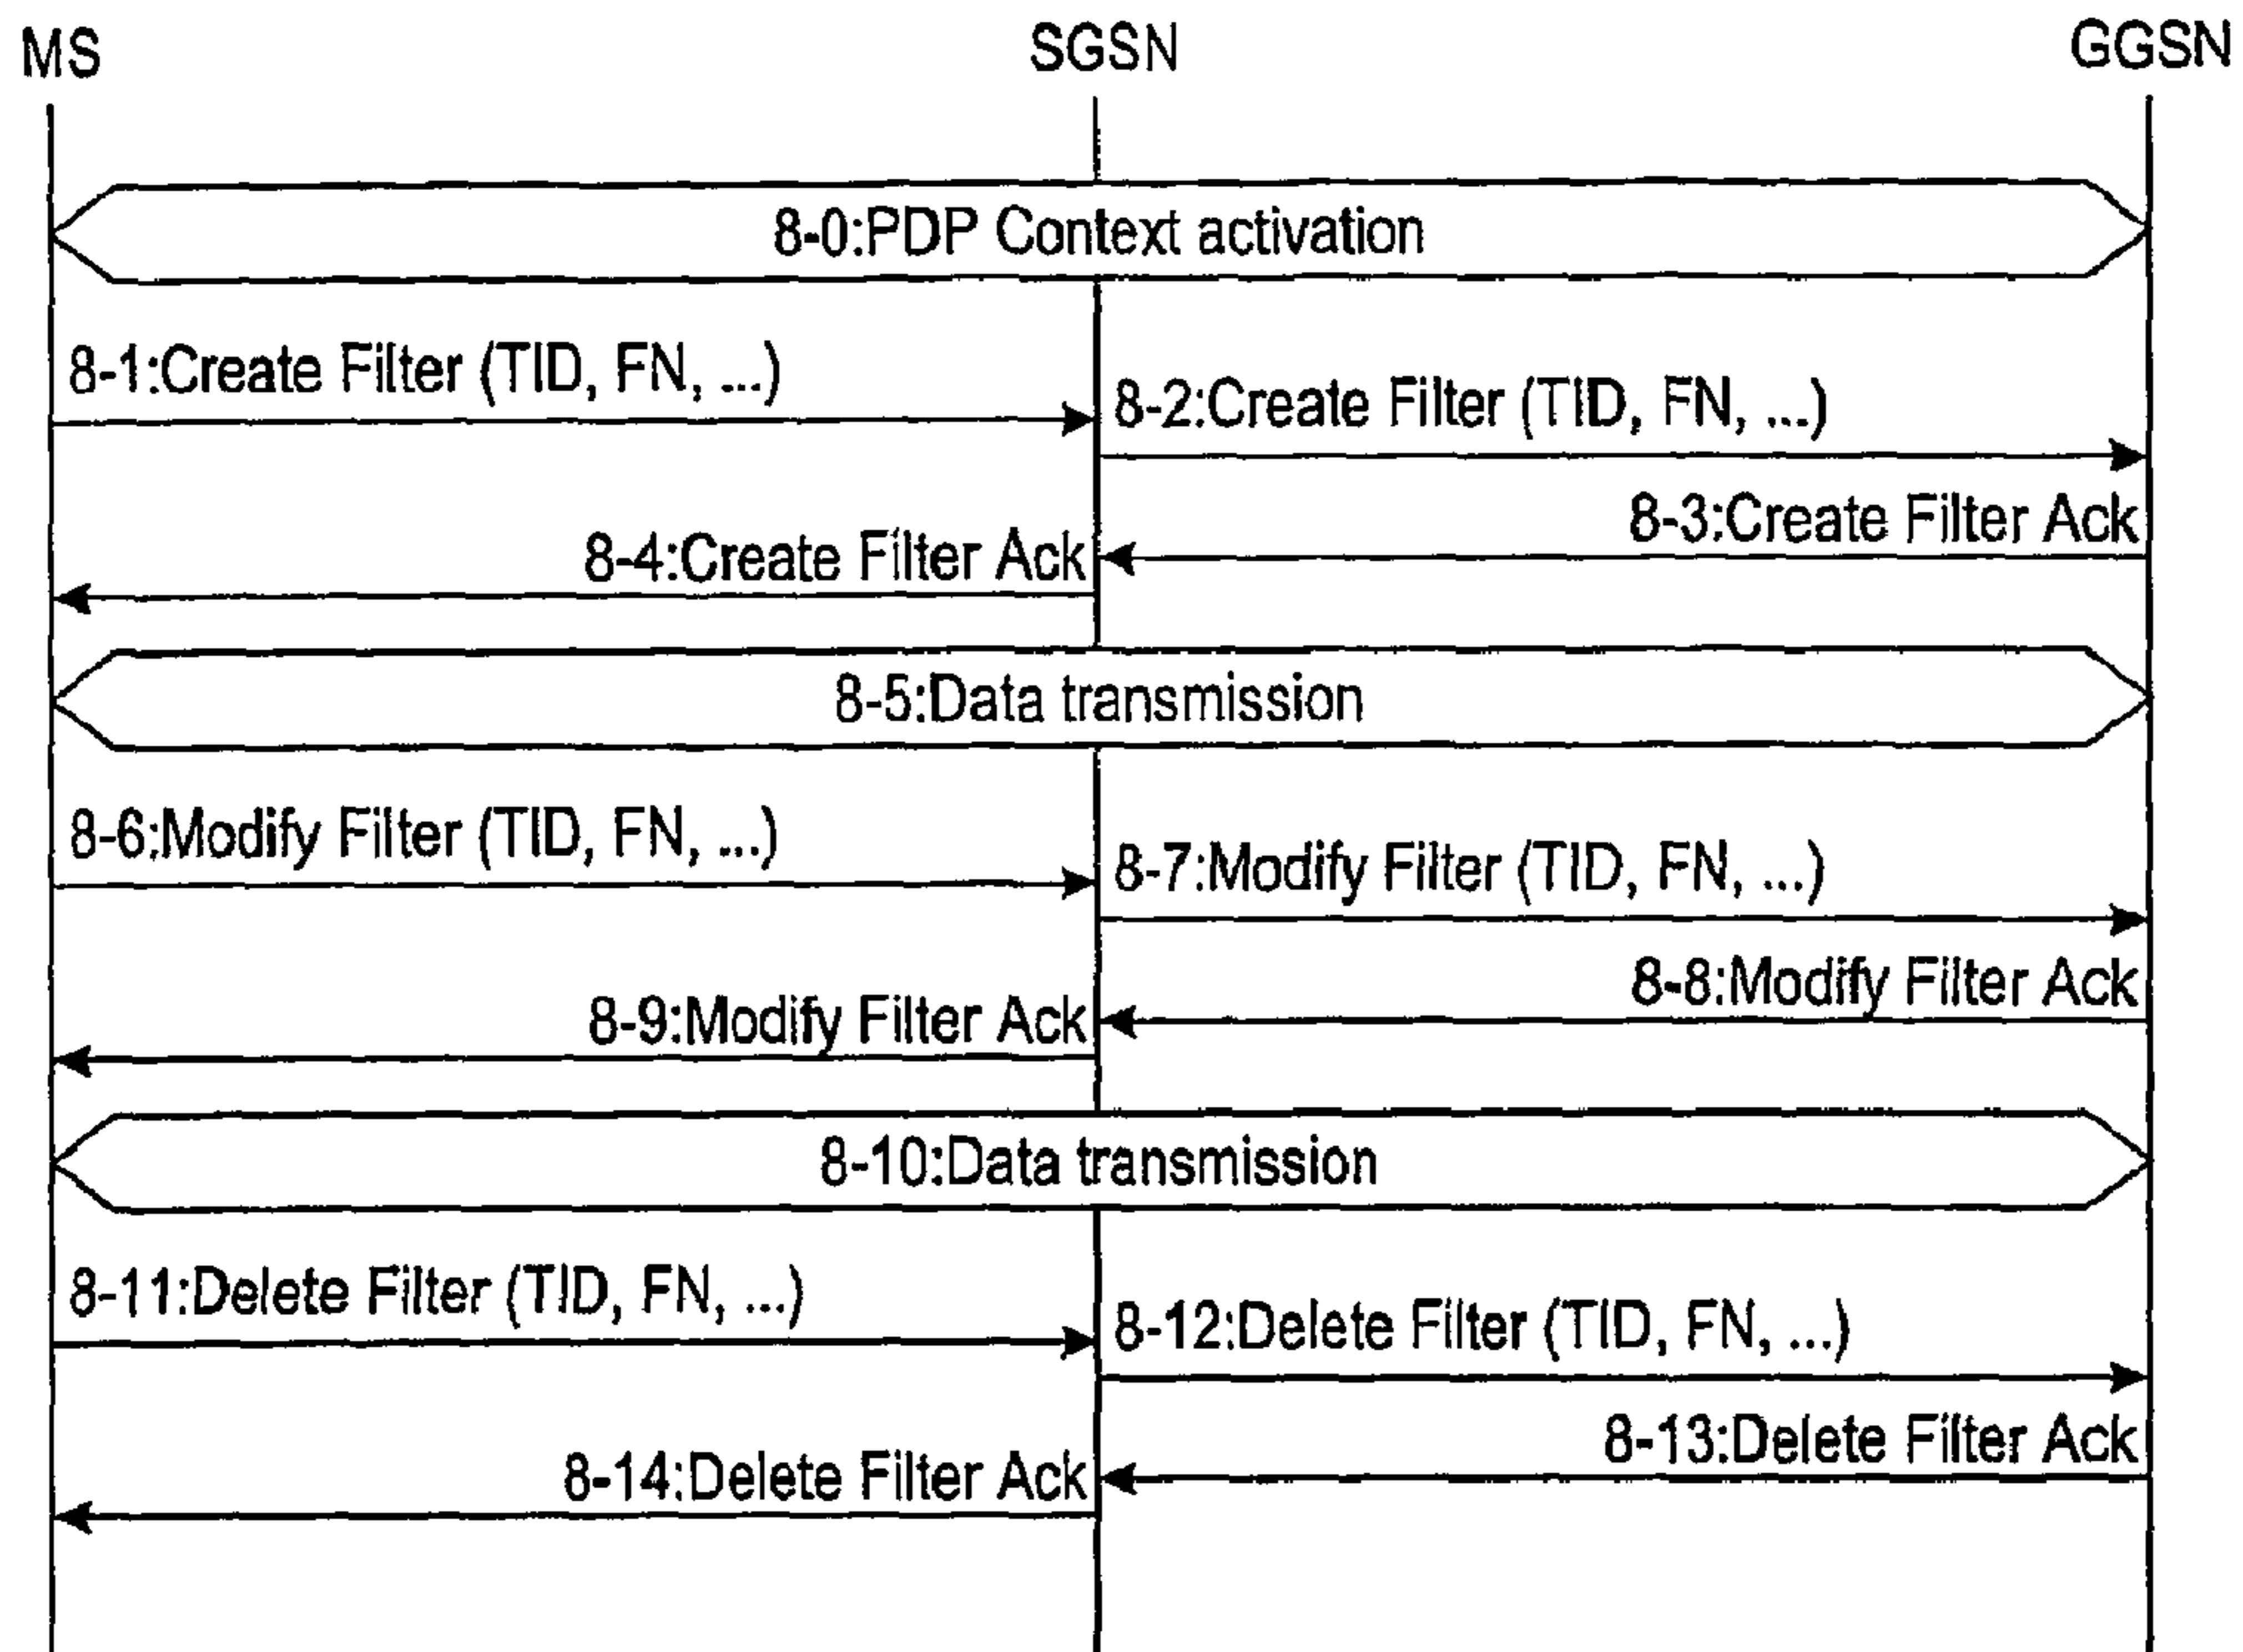 MS SGSN GGSN
8-0:PDP Context activation
8-1:Create Filter (TID, FN, ...)
8-2:Create Filter (TID, FN, ...)
8-3:Create Filter Ack
8-4:Create Filter Ack
8-5:Data transmission
8-6:Modify Filter (TID, FN, ...)
8-7:Modify Filter (TID, FN, ...)
8-8:Modify Filter Ack
8-9:Modify Filter Ack
8-10:Data transmission
8-11:Delete Filter (TID, FN, ...)
8-12:Delete Filter (TID, FN, ...)
8-13:Delete Filter Ack
8-14:Delete Filter Ack